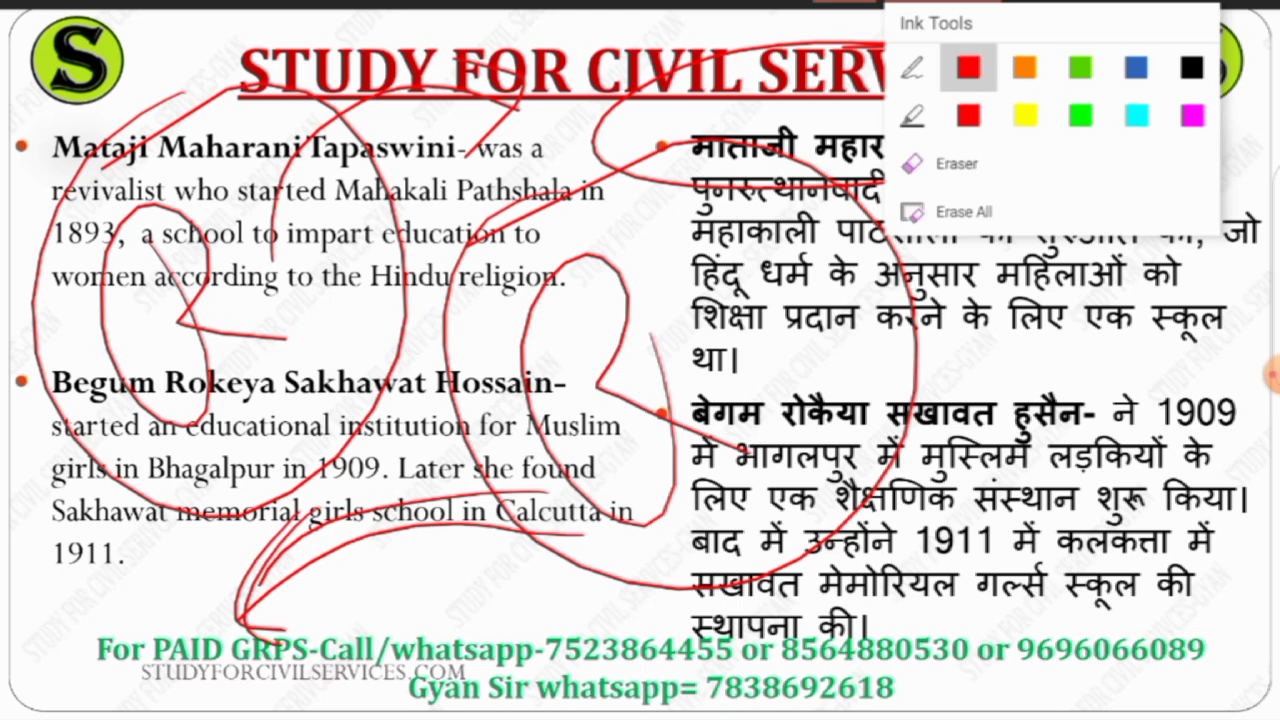 S
STUDY FOR CIVIL SERV
Ink Tools
Eraser
Erase All
Mataji Maharani Tapaswini- was a
revivalist who started Mahakali Pathshala in
1893, a school to impart education to
women according to the Hindu religion.
Begum Rokeya Sakhawat Hossain-
started an educational institution for Muslim
girls in Bhagalpur in 1909. Later she found
Sakhawat memorial girls school in Calcutta in
1911.
माताजी महार
पुनरुत्थानवादी
महाकाली पाठशाला की शुरुआत की, जो
हिंदू धर्म के अनुसार महिलाओं को
शिक्षा प्रदान करने के लिए एक स्कूल
था।
बेगम रोकैया सखावत हुसैन- ने 1909
में भागलपुर में मुस्लिम लड़कियों के
लिए एक शैक्षणिक संस्थान शुरू किया।
बाद में उन्होंने 1911 में कलकत्ता में
सखावत मेमोरियल गर्ल्स स्कूल की
स्थापना की।
For PAID GRPS-Call/whatsapp-7523864455 or 8564880530 or 9696066089
STUDYFORCIVILSERVICES.COM
Gyan Sir whatsapp= 7838692618